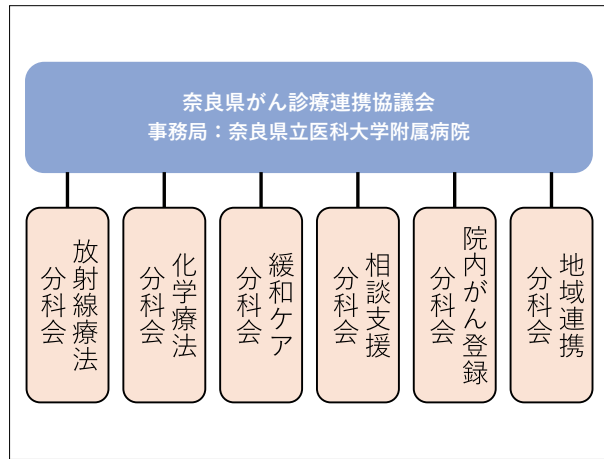 奈良県がん診療連携協議会
事務局：奈良県立医科大学附属病院
放射線療法
分科会
化学療法
分科会
緩和ケア
分科会
相談支援
分科会
院内がん登録
分科会
地域連携
分科会